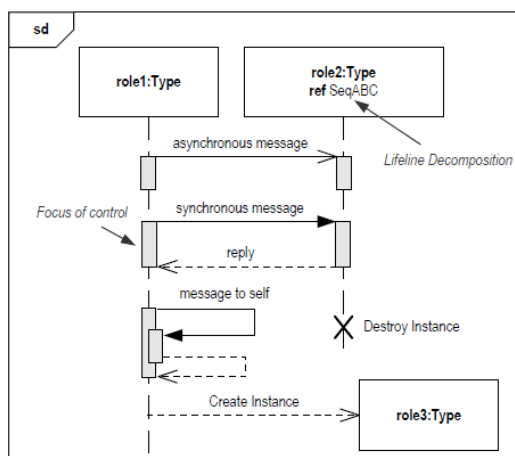 sd
role1:Type
role2:Type
ref SeqABC
asynchronous message
Lifeline Decomposition
Focus of control
synchronous message
reply
message to self
Destroy Instance
Create Instance
role3:Type